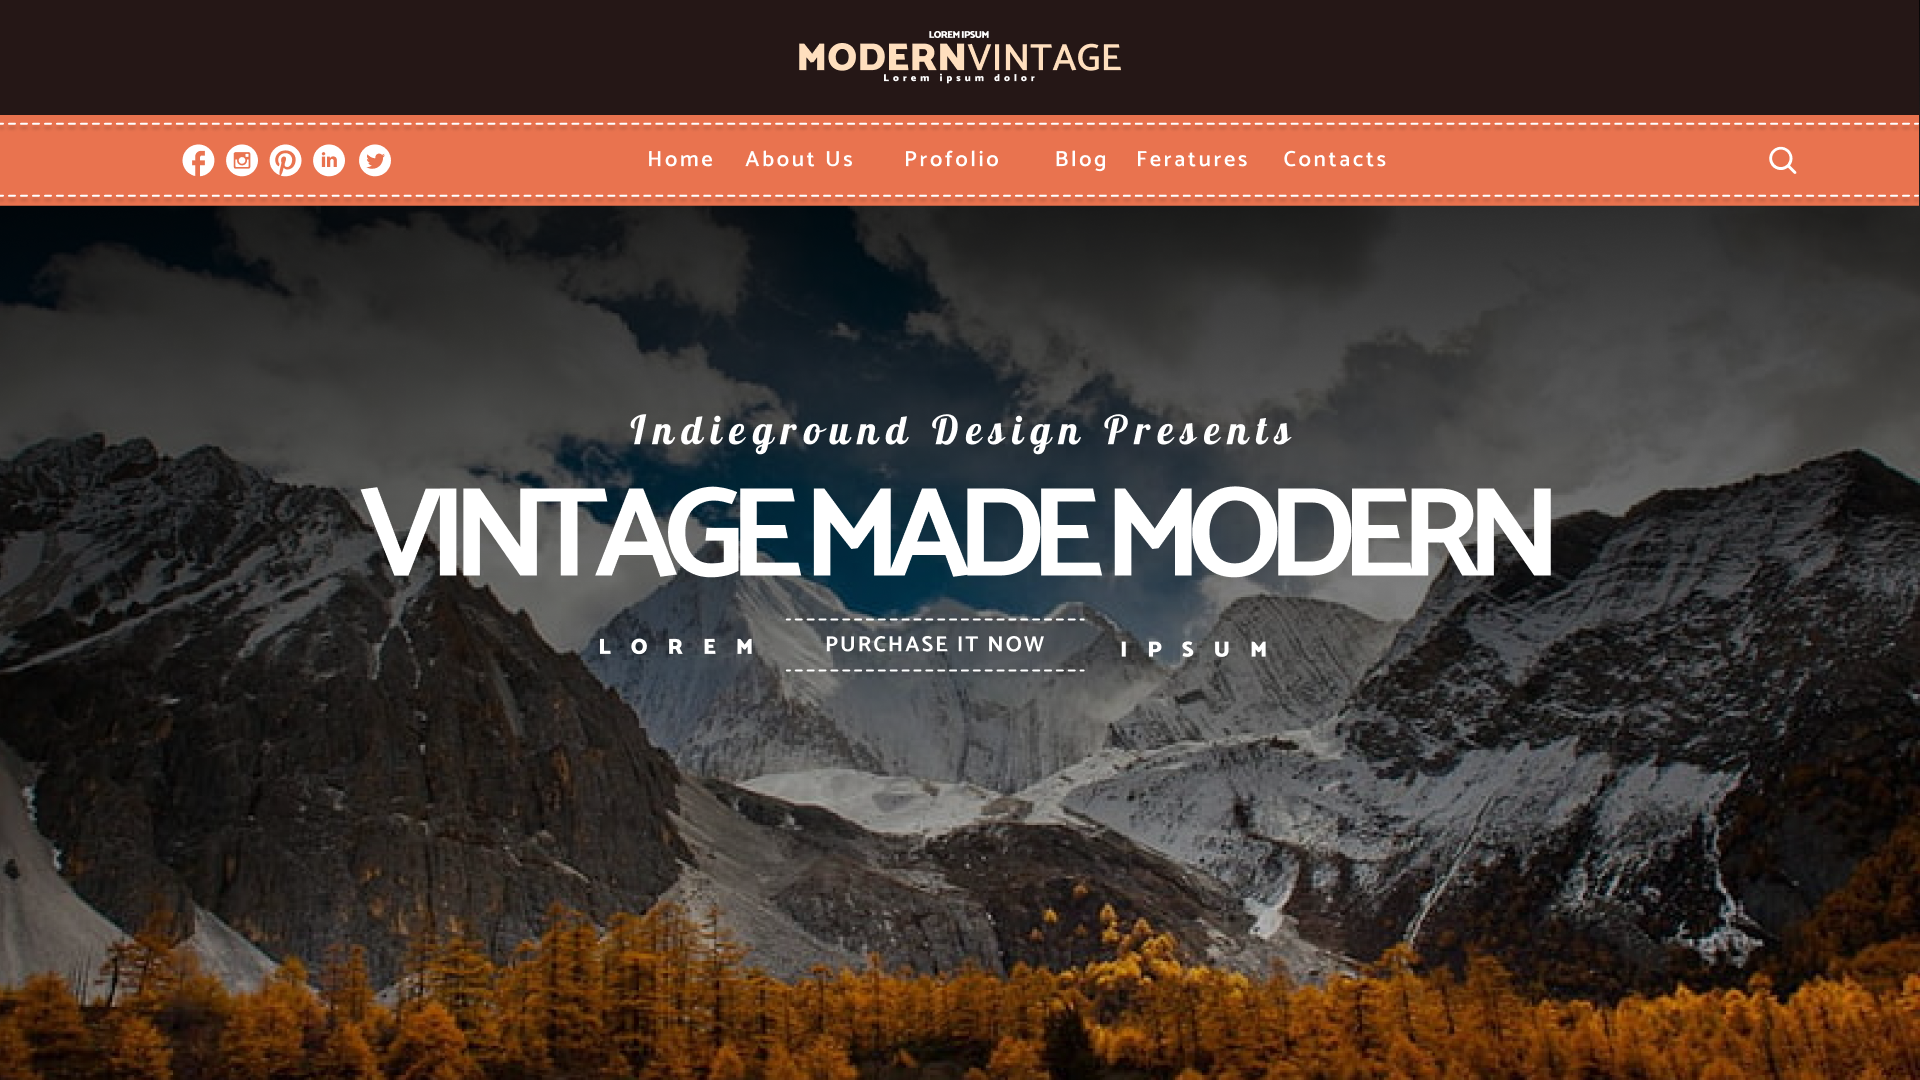 LOREM IPSUM
MODERNVINTAGE
Lorem ipsum dolor
Home About Us Profolio Blog Feratures Contacts
Indieground Design Presents
VINTAGE MADE MODERN
LOREM PURCHASE IT NOW IPSUM